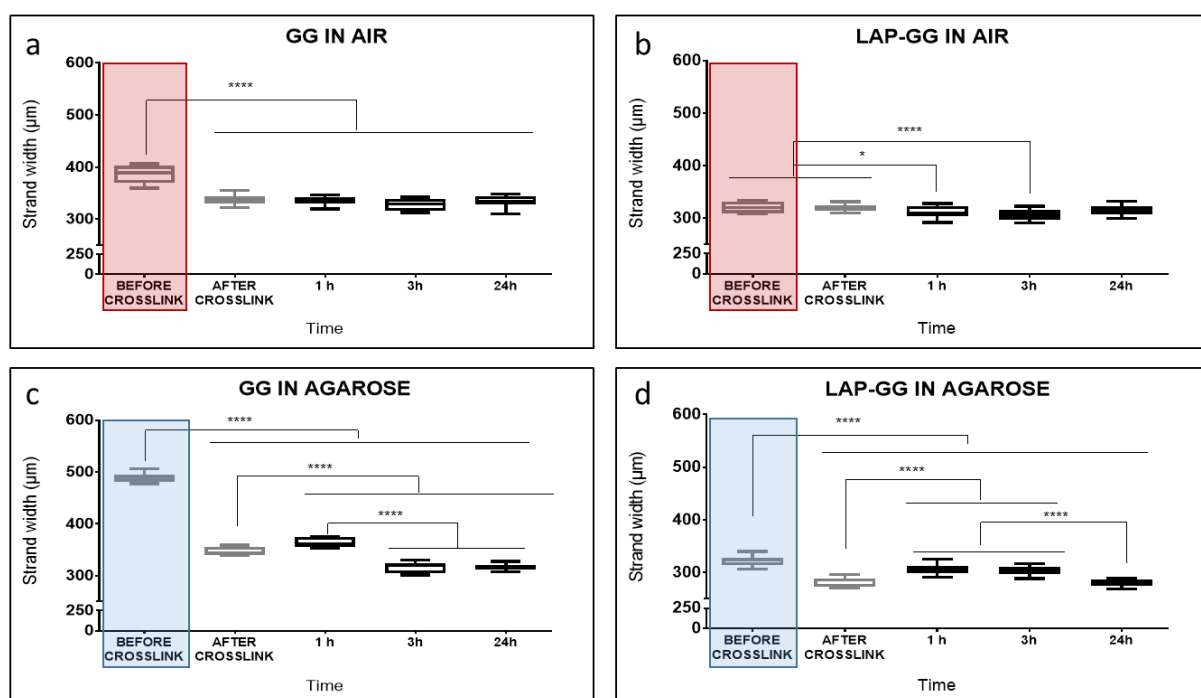 a
GG IN AIR
600
500
400
300
250
0
Strand width (µm)
****
BEFORE CROSSLINK
AFTER CROSSLINK
1 h
3h
24h
Time
b
LAP-GG IN AIR
600
500
400
300
250
0
Strand width (µm)
****
*
BEFORE CROSSLINK
AFTER CROSSLINK
1 h
3h
24h
Time
c
GG IN AGAROSE
600
500
400
300
250
0
Strand width (µm)
****
****
****
BEFORE CROSSLINK
AFTER CROSSLINK
1 h
3h
24h
Time
d
LAP-GG IN AGAROSE
600
500
400
300
250
0
Strand width (µm)
****
****
****
BEFORE CROSSLINK
AFTER CROSSLINK
1 h
3h
24h
Time